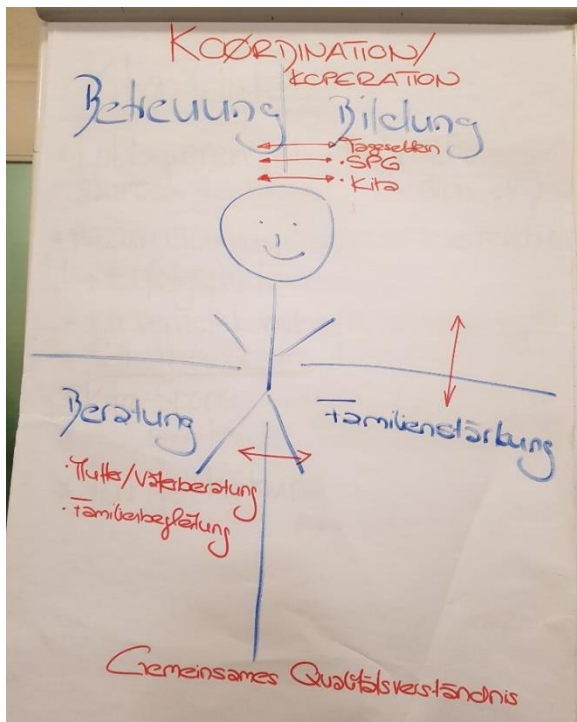 KOORDINATION/
KOPERATION
Betreuung
Bildung
Tageseltern
· SPG
· Kita
Beratung
· Mutter/Väterberatung
· Familienbegleitung
Familienstärkung
Gemeinsames Qualitätsverständnis